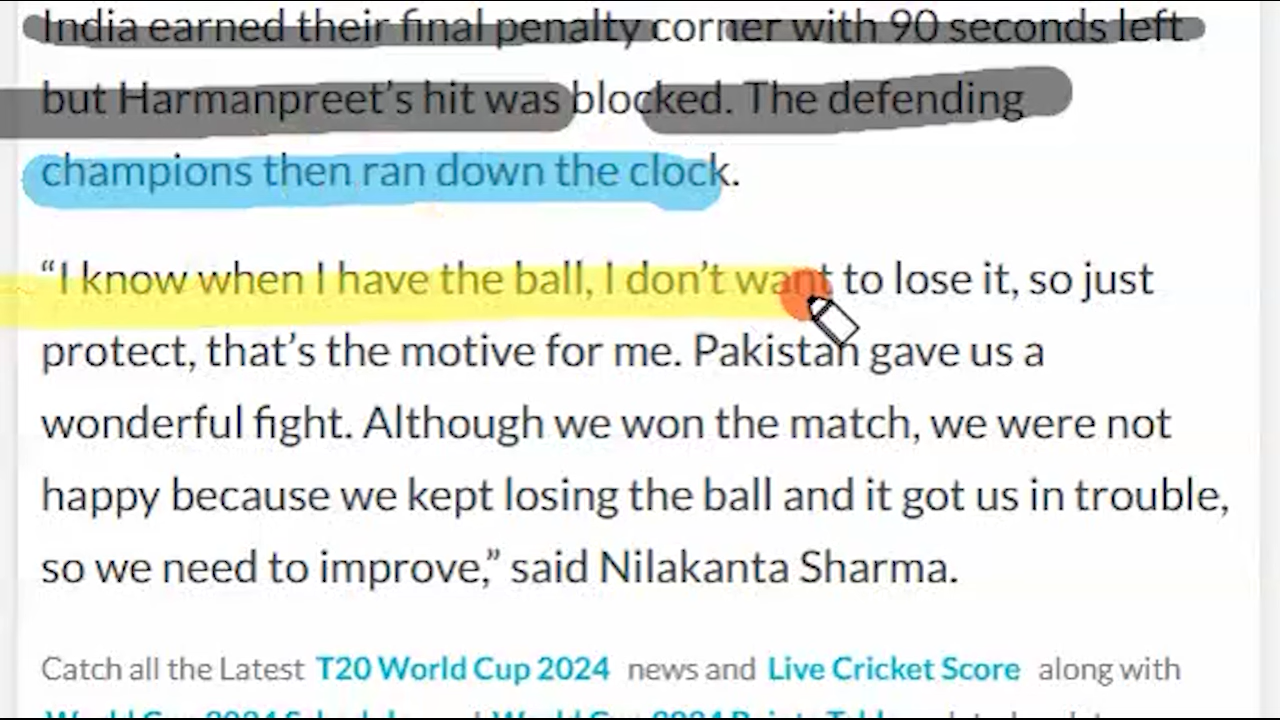 India earned their final penalty corner with 90 seconds left
but Harmanpreet’s hit was blocked. The defending
champions then ran down the clock.
“I know when I have the ball, I don’t want to lose it, so just
protect, that’s the motive for me. Pakistan gave us a
wonderful fight. Although we won the match, we were not
happy because we kept losing the ball and it got us in trouble,
so we need to improve,” said Nilakanta Sharma.
Catch all the Latest T20 World Cup 2024 news and Live Cricket Score along with